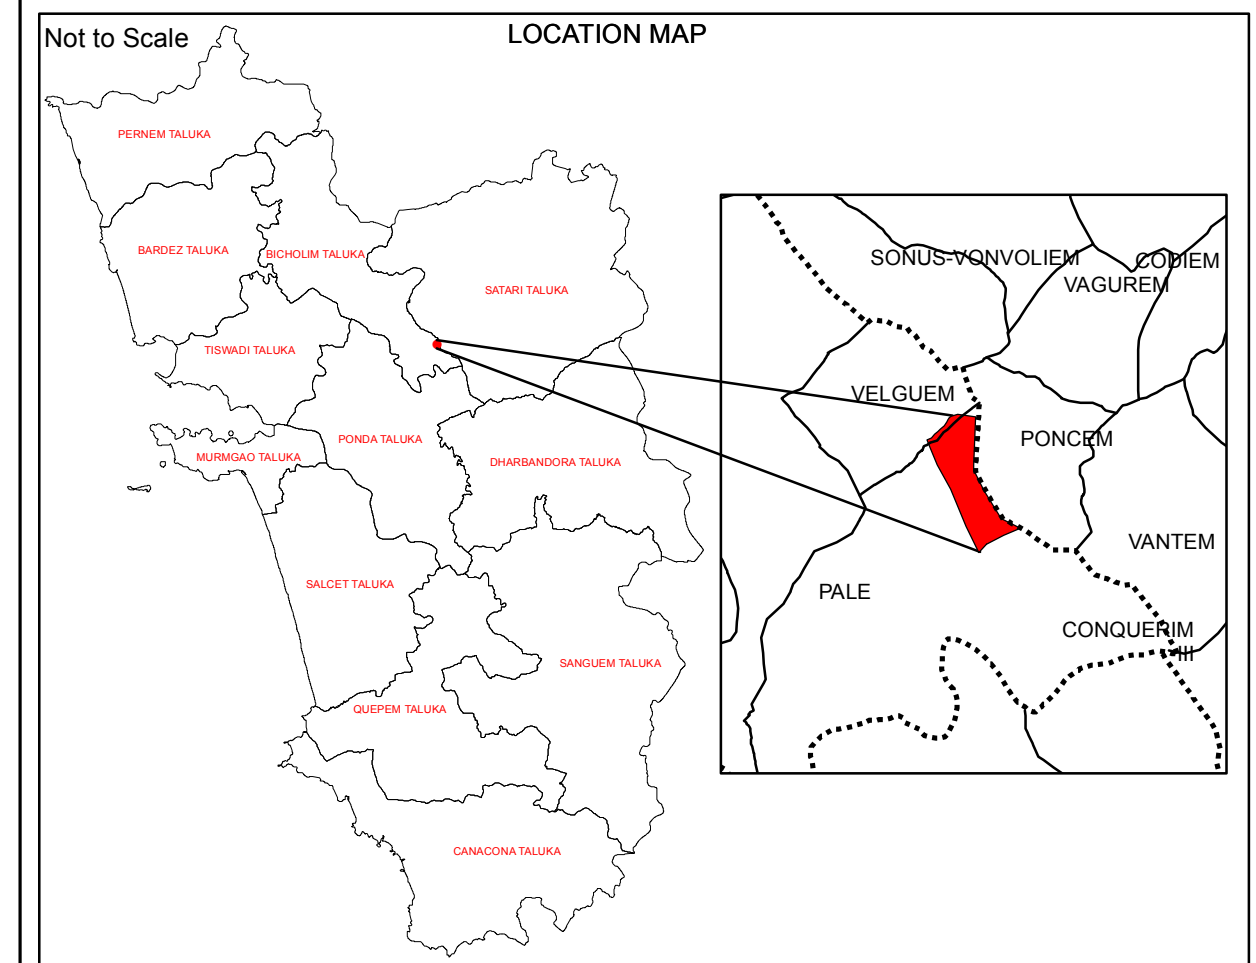 Not to Scale
LOCATION MAP
PERNEM TALUKA
BARDEZ TALUKA
BICHOLIM TALUKA
SATARI TALUKA
TISWADI TALUKA
PONDA TALUKA
MURMGAO TALUKA
DHARBANDORA TALUKA
SALCET TALUKA
SANGUEM TALUKA
QUEPEM TALUKA
CANACONA TALUKA
SONUS-VONVOLIEM
CODIEM
VAGUREM
VELGUEM
PONCEM
VANTEM
PALE
CONQUERIM
III